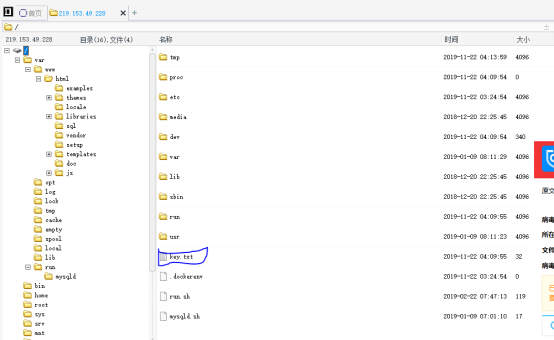 首页 219.153.49.228
/
219.153.49.228 目录(16),文件(4) 名称 时间 大小
/
var
www
html
examples
themes
locale
libraries
sql
vendor
setup
templates
doc
js
opt
log
lock
tmp
cache
empty
spool
local
lib
run
mysqld
bin
home
root
sys
srv
mnt
tmp 2019-11-22 04:13:59 4096
proc 2019-11-22 04:09:54 0
etc 2019-11-22 03:24:54 4096
media 2018-12-20 22:25:45 4096
dev 2019-11-22 04:09:54 340
var 2019-01-09 08:11:29 4096
lib 2018-12-20 22:25:45 4096
sbin 2018-12-20 22:25:45 4096
run 2019-11-22 04:09:55 4096
usr 2019-01-09 08:11:23 4096
key.txt 2019-11-22 04:09:55 32
.dockerenv 2019-11-22 03:24:54 0
run.sh 2019-02-22 07:47:13 119
mysqld.sh 2019-01-09 07:01:10 17
原文
病毒
所在
文件
病毒